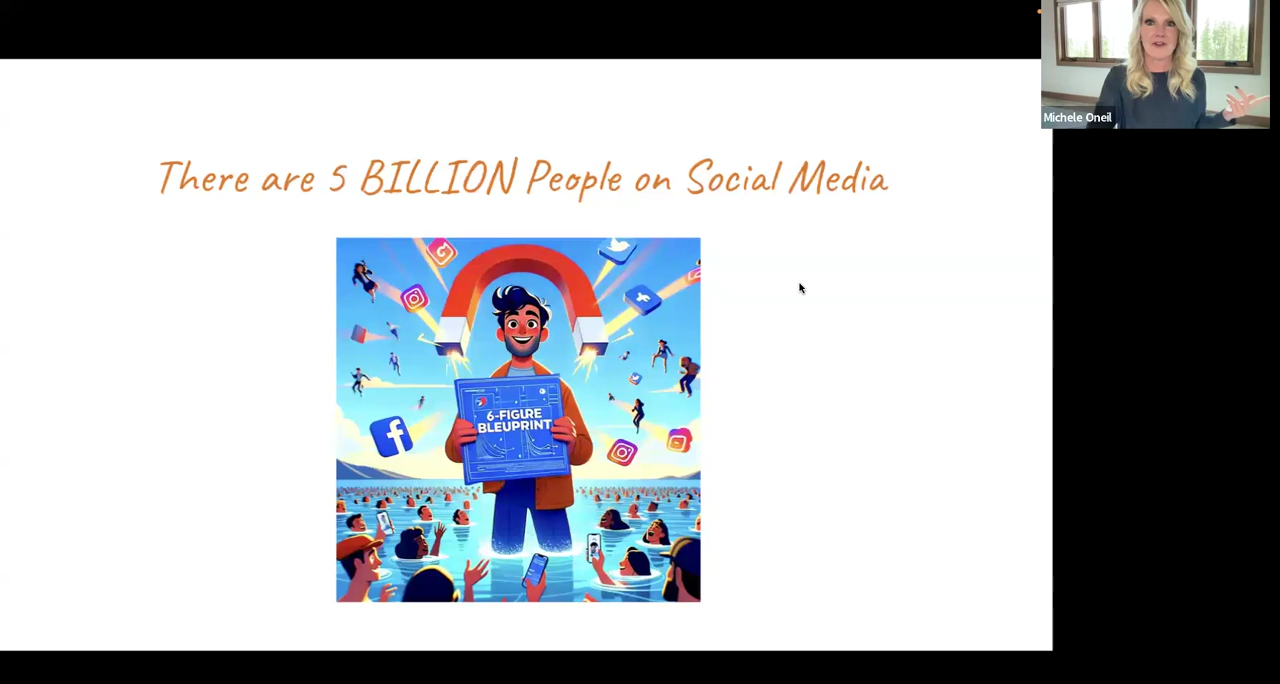 Michele Oneil
There are 5 BILLION People on Social Media
6-FIGURE
BLEUPRINT